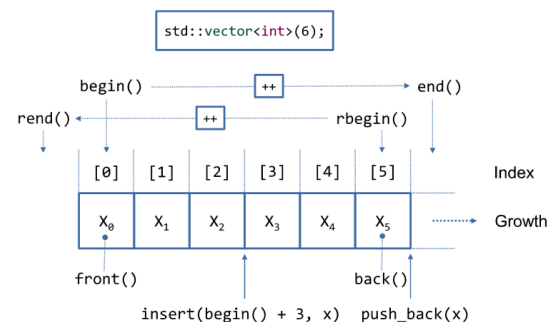 std::vector<int>(6);
begin() ++ end()
rend() ++ rbegin()
[0] [1] [2] [3] [4] [5] Index
X0 X1 X2 X3 X4 X5 Growth
front() back()
insert(begin() + 3, x) push_back(x)